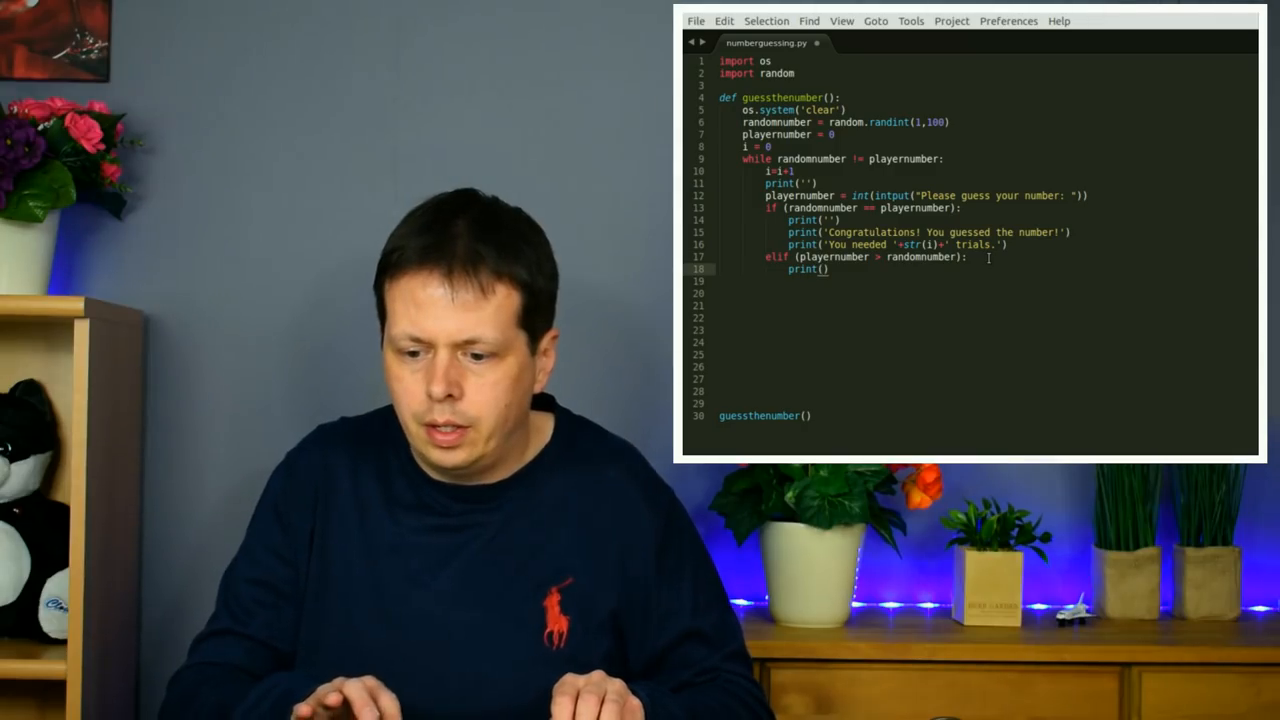 File Edit Selection Find View Goto Tools Project Preferences Help
numberguessing.py
1 import os
2 import random
3
4 def guessthenumber():
5 os.system('clear')
6 randomnumber = random.randint(1,100)
7 playernumber = 0
8 i = 0
9 while randomnumber != playernumber:
10 i=i+1
11 print('')
12 playernumber = int(intput("Please guess your number: "))
13 if (randomnumber == playernumber):
14 print('')
15 print('Congratulations! You guessed the number!')
16 print('You needed '+str(i)+' trials.')
17 elif (playernumber > randomnumber):
18 print()
19
20
21
22
23
24
25
26
27
28
29
30 guessthenumber()